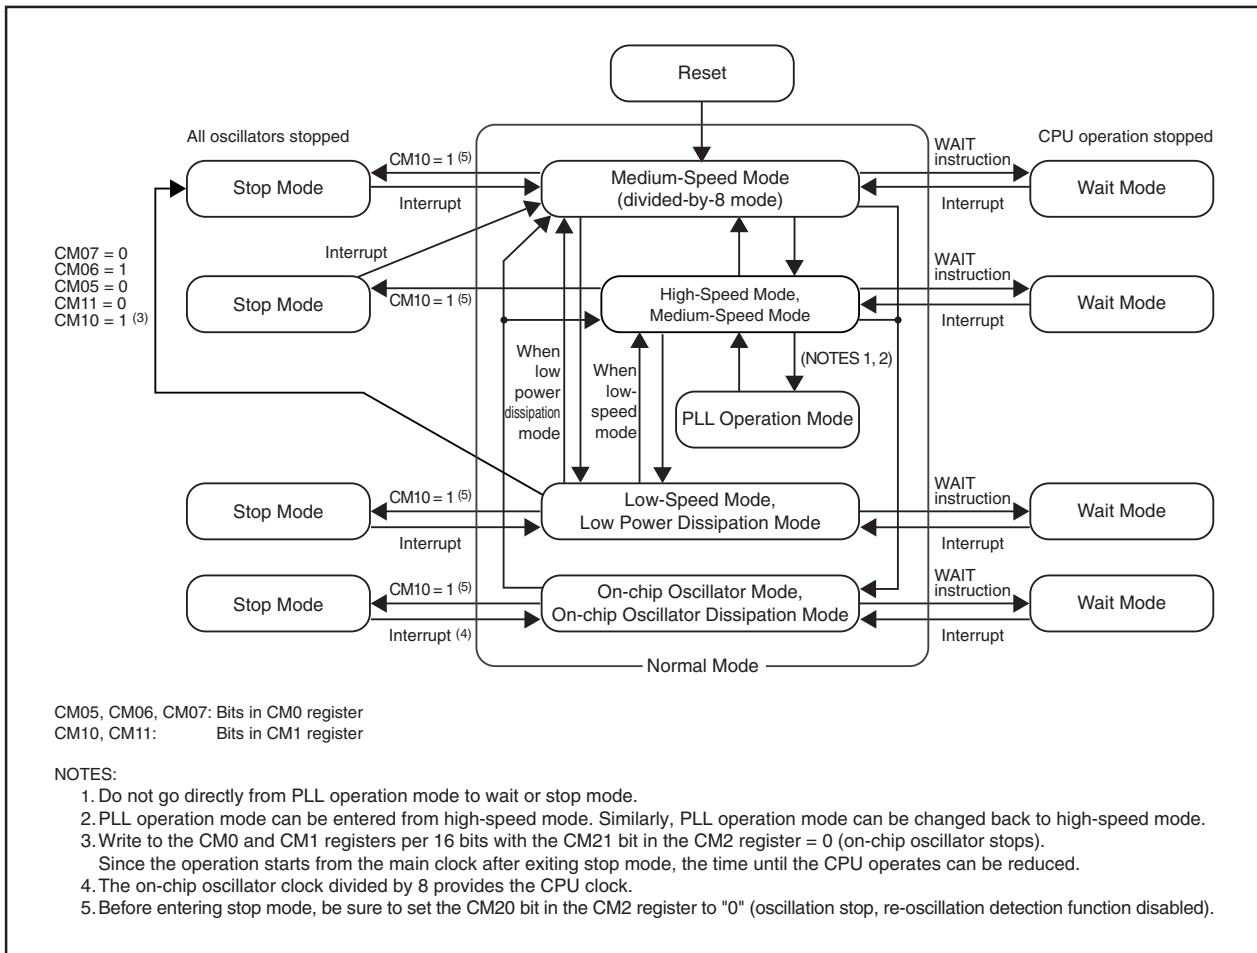 Reset
All oscillators stopped
CPU operation stopped
CM10 = 1 (5)
WAIT
instruction
Stop Mode
Medium-Speed Mode
(divided-by-8 mode)
Wait Mode
Interrupt
Interrupt
CM07 = 0
CM06 = 1
CM05 = 0
CM11 = 0
CM10 = 1 (3)
Interrupt
WAIT
instruction
Stop Mode
CM10 = 1 (5)
High-Speed Mode,
Medium-Speed Mode
Wait Mode
Interrupt
When
low
power
dissipation
mode
When
low-
speed
mode
(NOTES 1, 2)
PLL Operation Mode
CM10 = 1 (5)
WAIT
instruction
Stop Mode
Low-Speed Mode,
Low Power Dissipation Mode
Wait Mode
Interrupt
Interrupt
CM10 = 1 (5)
WAIT
instruction
Stop Mode
On-chip Oscillator Mode,
On-chip Oscillator Dissipation Mode
Wait Mode
Interrupt (4)
Interrupt
Normal Mode
CM05, CM06, CM07: Bits in CM0 register
CM10, CM11: Bits in CM1 register
NOTES:
1. Do not go directly from PLL operation mode to wait or stop mode.
2. PLL operation mode can be entered from high-speed mode. Similarly, PLL operation mode can be changed back to high-speed mode.
3. Write to the CM0 and CM1 registers per 16 bits with the CM21 bit in the CM2 register = 0 (on-chip oscillator stops).
Since the operation starts from the main clock after exiting stop mode, the time until the CPU operates can be reduced.
4. The on-chip oscillator clock divided by 8 provides the CPU clock.
5. Before entering stop mode, be sure to set the CM20 bit in the CM2 register to "0" (oscillation stop, re-oscillation detection function disabled).